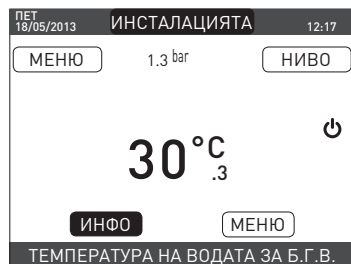 ПЕТ
18/05/2013 ИНСТАЛАЦИЯТА 12:17
МЕНЮ 1.3 bar НИВО
30°C
.3
ИНФО МЕНЮ
ТЕМПЕРАТУРА НА ВОДАТА ЗА Б.Г.В.